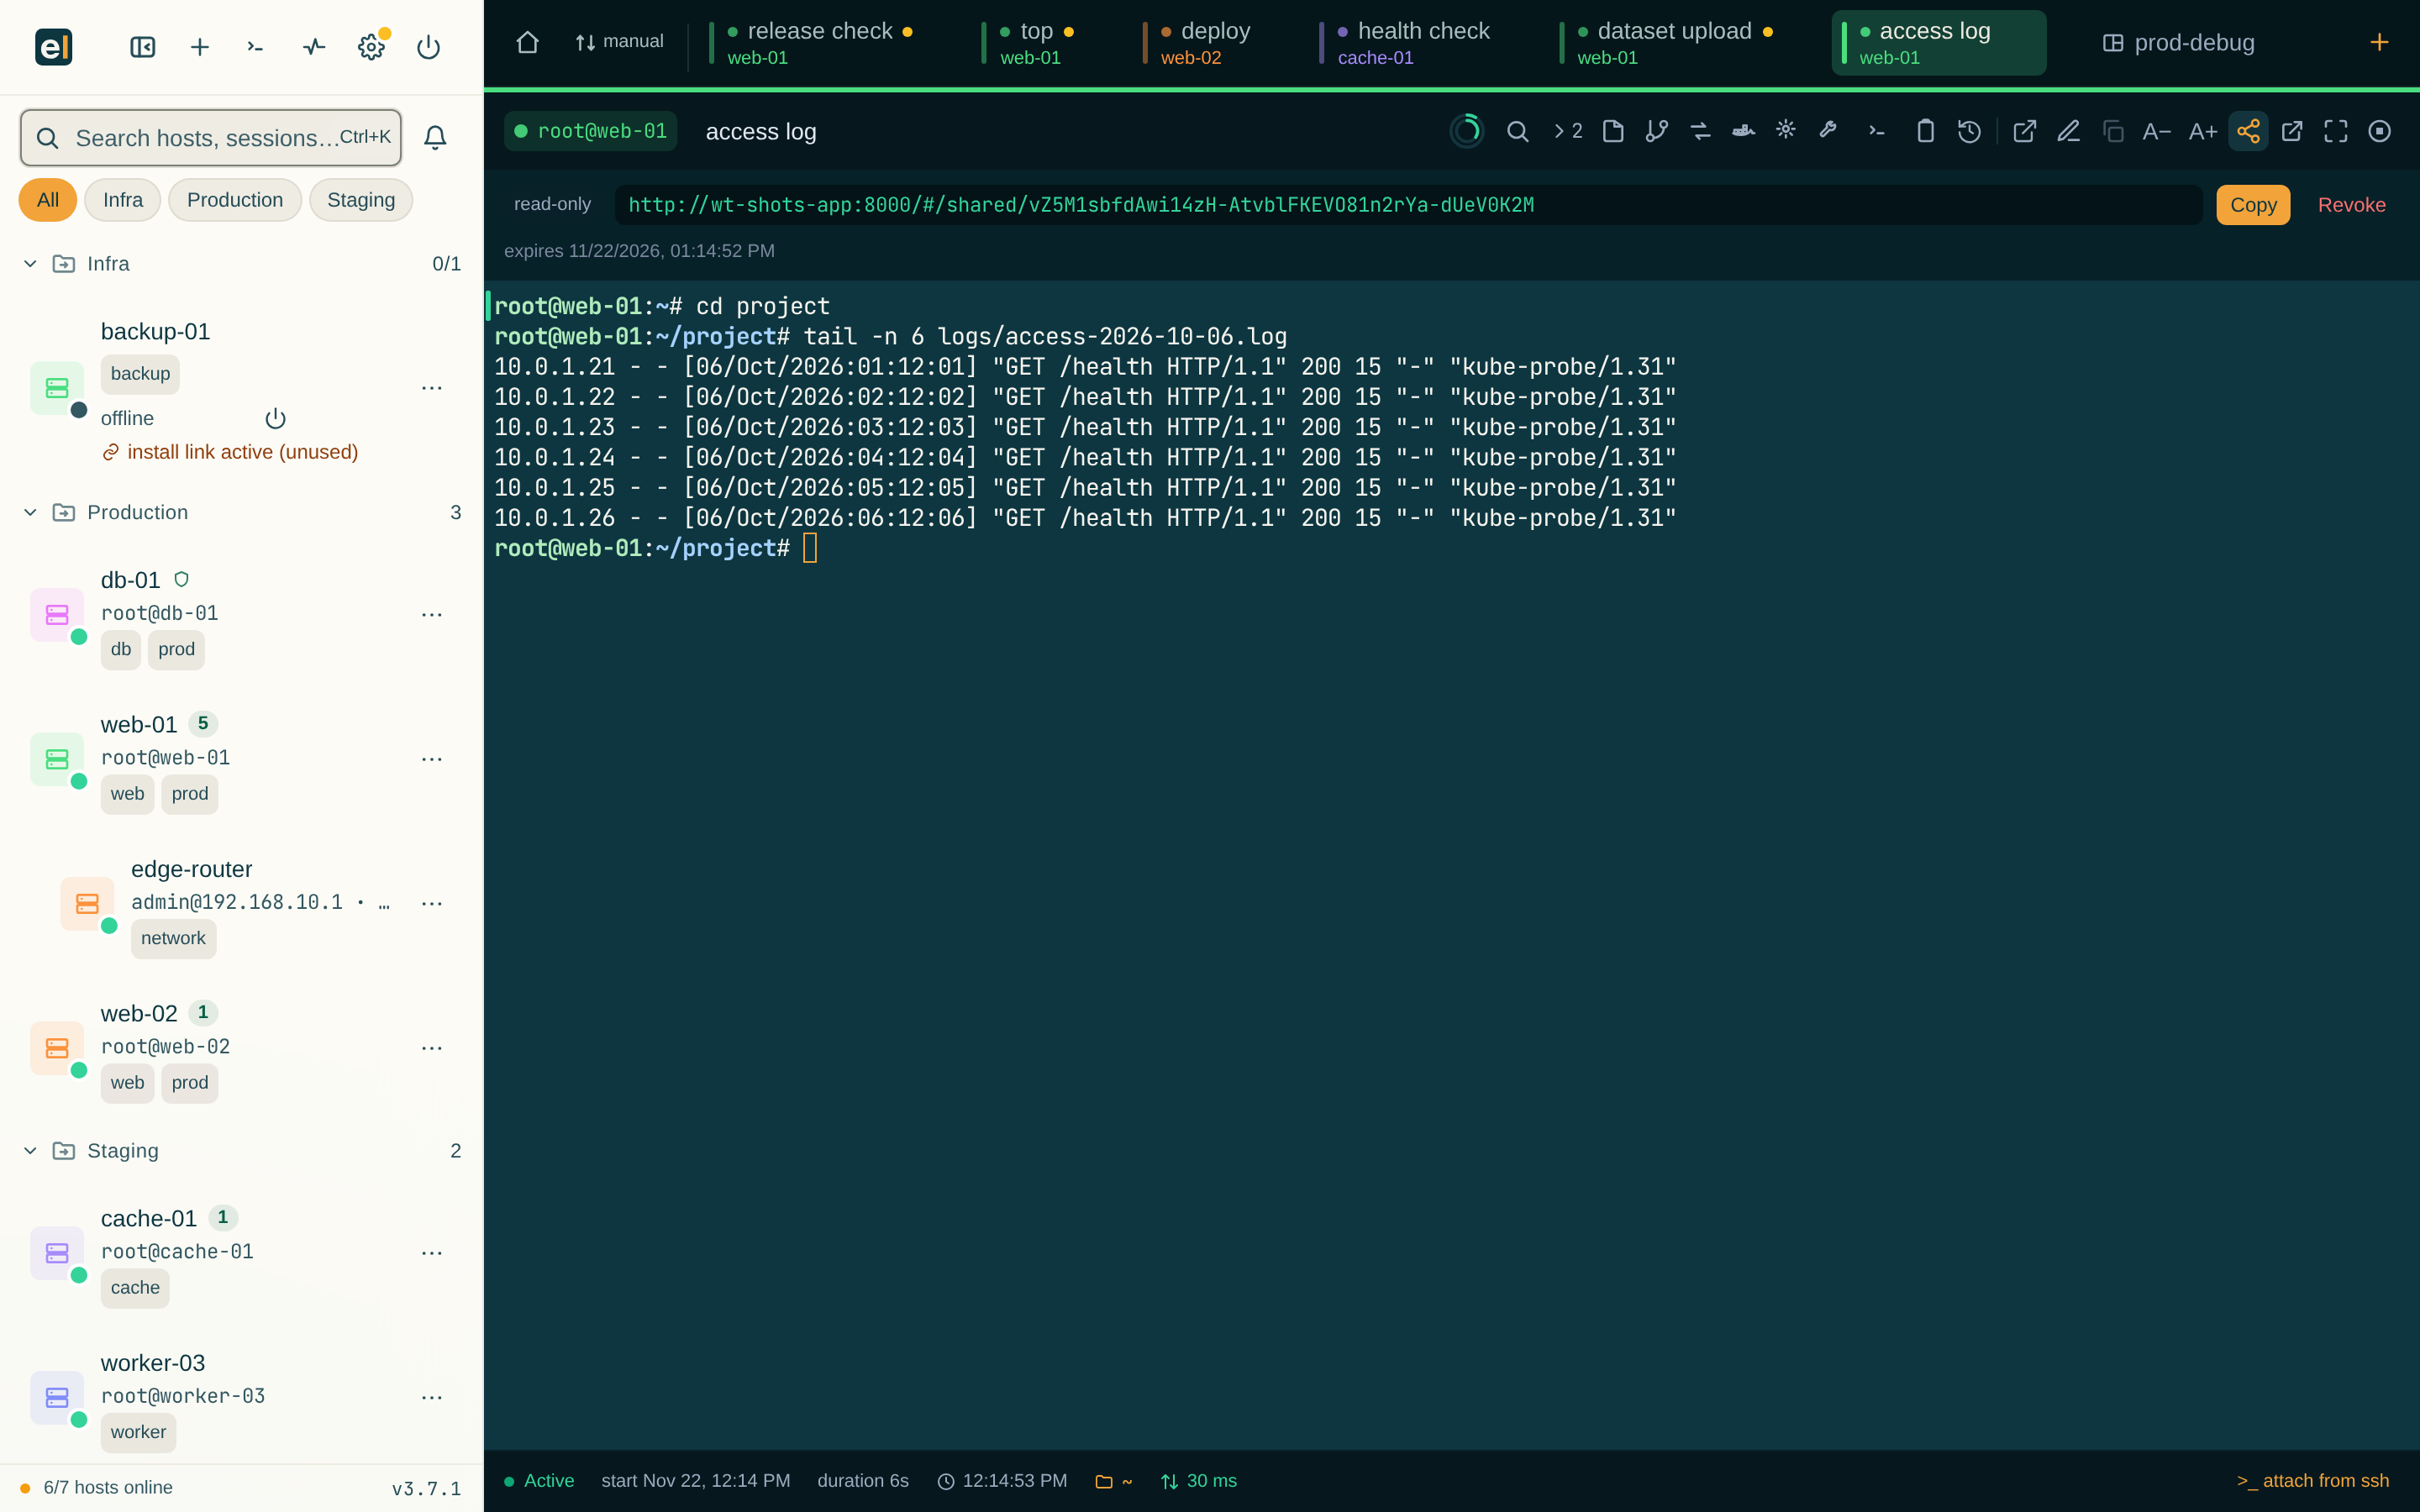 el
Search hosts, sessions… Ctrl+K
All Infra Production Staging
Infra 0/1
backup-01
backup
offline
install link active (unused)
Production 3
db-01
root@db-01
db prod
web-01 5
root@web-01
web prod
edge-router
admin@192.168.10.1 • …
network
web-02 1
root@web-02
web prod
Staging 2
cache-01 1
root@cache-01
cache
worker-03
root@worker-03
worker
6/7 hosts online v3.7.1
manual
release check
web-01
top
web-01
deploy
web-02
health check
cache-01
dataset upload
web-01
access log
web-01
prod-debug
root@web-01 access log 2 A− A+
read-only http://wt-shots-app:8000/#/shared/vZ5M1sbfdAwi14zH-AtvblFKEVO81n2rYa-dUeV0K2M Copy Revoke
expires 11/22/2026, 01:14:52 PM
root@web-01:~# cd project
root@web-01:~/project# tail -n 6 logs/access-2026-10-06.log
10.0.1.21 - - [06/Oct/2026:01:12:01] "GET /health HTTP/1.1" 200 15 "-" "kube-probe/1.31"
10.0.1.22 - - [06/Oct/2026:02:12:02] "GET /health HTTP/1.1" 200 15 "-" "kube-probe/1.31"
10.0.1.23 - - [06/Oct/2026:03:12:03] "GET /health HTTP/1.1" 200 15 "-" "kube-probe/1.31"
10.0.1.24 - - [06/Oct/2026:04:12:04] "GET /health HTTP/1.1" 200 15 "-" "kube-probe/1.31"
10.0.1.25 - - [06/Oct/2026:05:12:05] "GET /health HTTP/1.1" 200 15 "-" "kube-probe/1.31"
10.0.1.26 - - [06/Oct/2026:06:12:06] "GET /health HTTP/1.1" 200 15 "-" "kube-probe/1.31"
root@web-01:~/project#
Active start Nov 22, 12:14 PM duration 6s 12:14:53 PM ~ 30 ms >_ attach from ssh